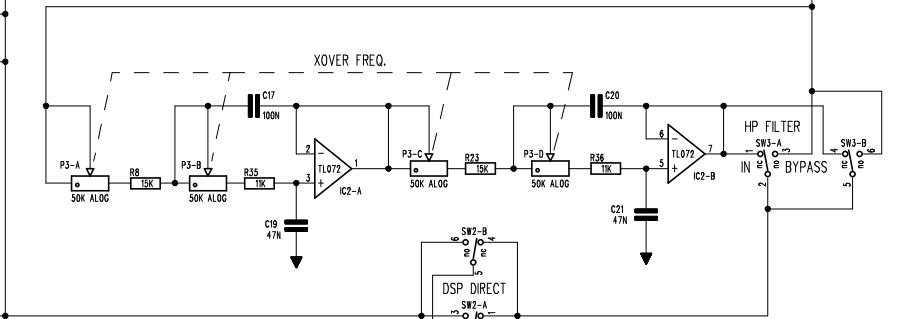 XOVER FREQ.
C17
100N
C20
100N
P3-A
R8
15K
50K ALOG
P3-B
R35
11K
50K ALOG
2
3
1
TL072
IC2-A
P3-C
R23
15K
50K ALOG
P3-D
R36
11K
50K ALOG
6
5
7
TL072
IC2-B
HP FILTER
SW3-A
SW3-B
1
3
4
6
nc
no
nc
no
IN
BYPASS
2
5
C19
47N
C21
47N
SW2-B
6
4
no
nc
5
DSP DIRECT
SW2-A
3
1